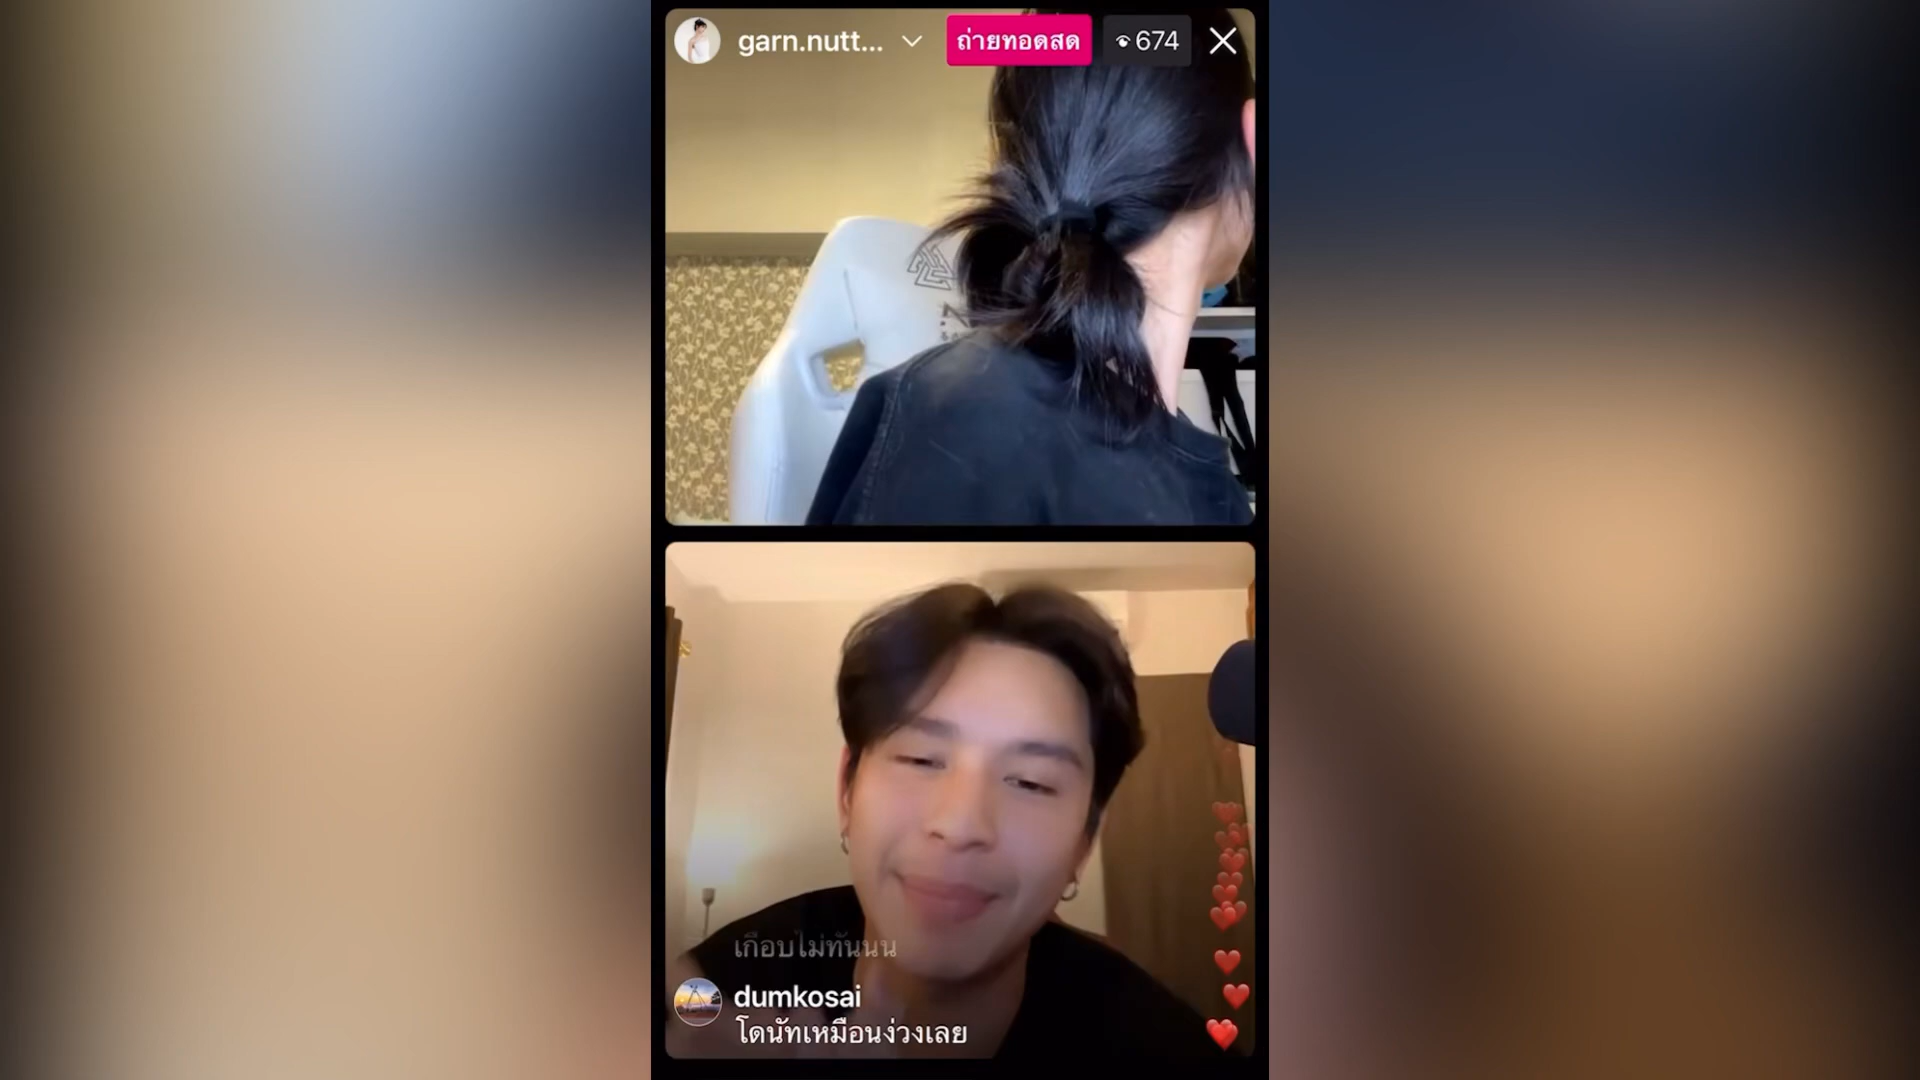 garn.nutt...
ถ่ายทอดสด
674
เกือบไม่ทันนน
dumkosai
โดนัทเหมือนง่วงเลย